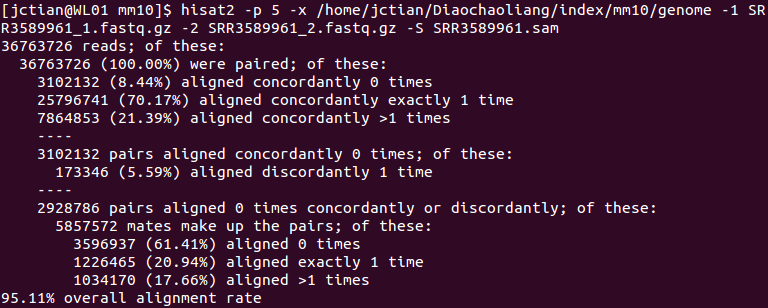 [jctian@WL01 mm10]$ hisat2 -p 5 -x /home/jctian/Diaochaoliang/index/mm10/genome -1 SR
R3589961_1.fastq.gz -2 SRR3589961_2.fastq.gz -S SRR3589961.sam
36763726 reads; of these:
  36763726 (100.00%) were paired; of these:
    3102132 (8.44%) aligned concordantly 0 times
    25796741 (70.17%) aligned concordantly exactly 1 time
    7864853 (21.39%) aligned concordantly >1 times
    ----
    3102132 pairs aligned concordantly 0 times; of these:
      173346 (5.59%) aligned discordantly 1 time
    ----
    2928786 pairs aligned 0 times concordantly or discordantly; of these:
      5857572 mates make up the pairs; of these:
        3596937 (61.41%) aligned 0 times
        1226465 (20.94%) aligned exactly 1 time
        1034170 (17.66%) aligned >1 times
95.11% overall alignment rate